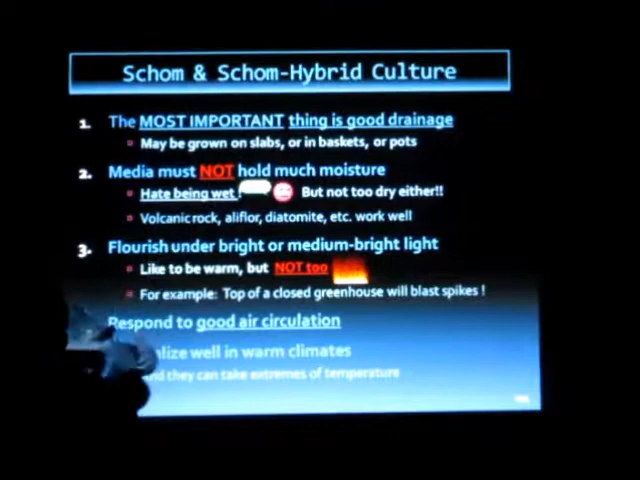 Schom & Schom-Hybrid Culture
1. The MOST IMPORTANT thing is good drainage
May be grown on slabs, or in baskets, or pots
2. Media must NOT hold much moisture
Hate being wet ! But not too dry either!!
Volcanic rock, aliflor, diatomite, etc. work well
3. Flourish under bright or medium-bright light
Like to be warm, but NOT too
For example: Top of a closed greenhouse will blast spikes !
Respond to good air circulation
alize well in warm climates
And they can take extremes of temperature